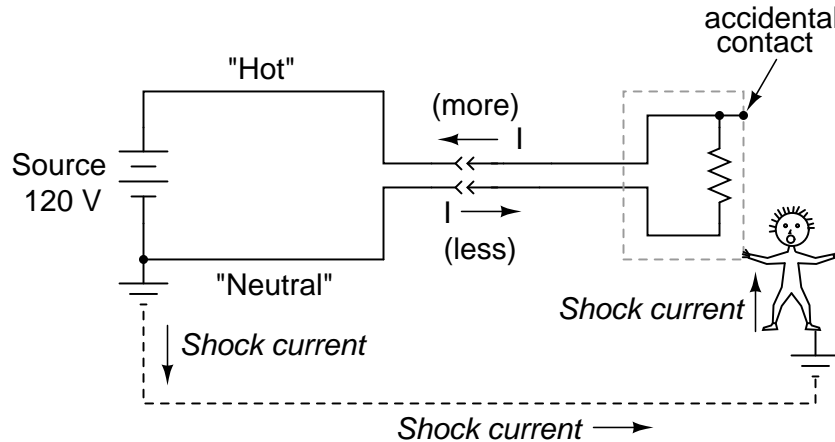 accidental
contact
"Hot"
(more)
I
Source
120 V
I
(less)
"Neutral"
Shock current
Shock current
Shock current